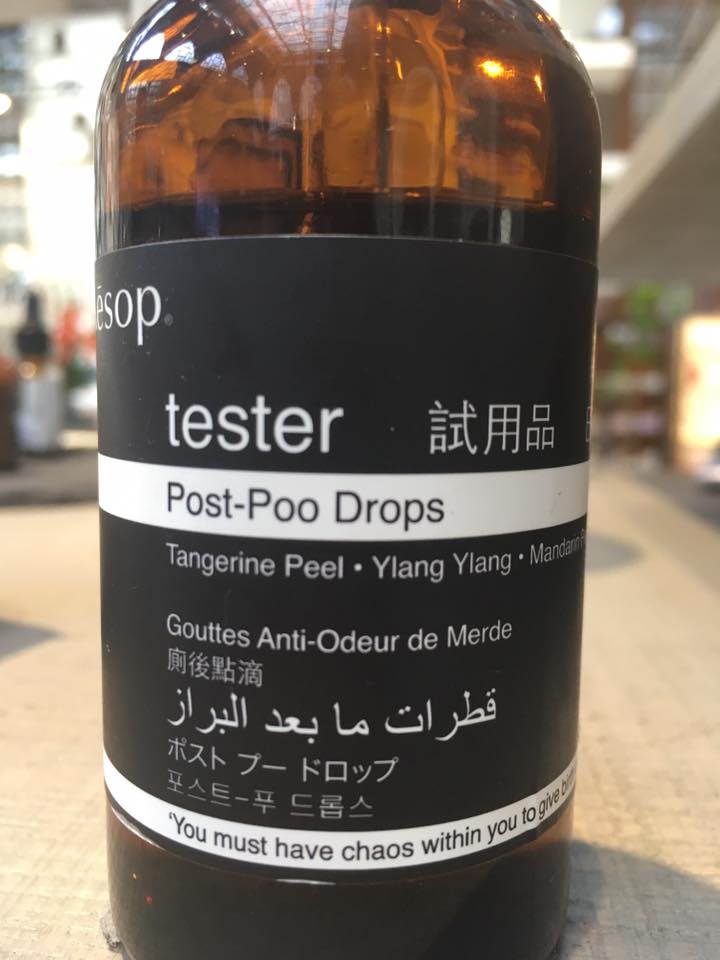 ēsop®
tester 試用品
Post-Poo Drops
Tangerine Peel • Ylang Ylang • Mandarin
Gouttes Anti-Odeur de Merde
廁後點滴
قطرات ما بعد البراز
ポスト プー ドロップ
포스트-푸 드롭스
‘You must have chaos within you to give birth